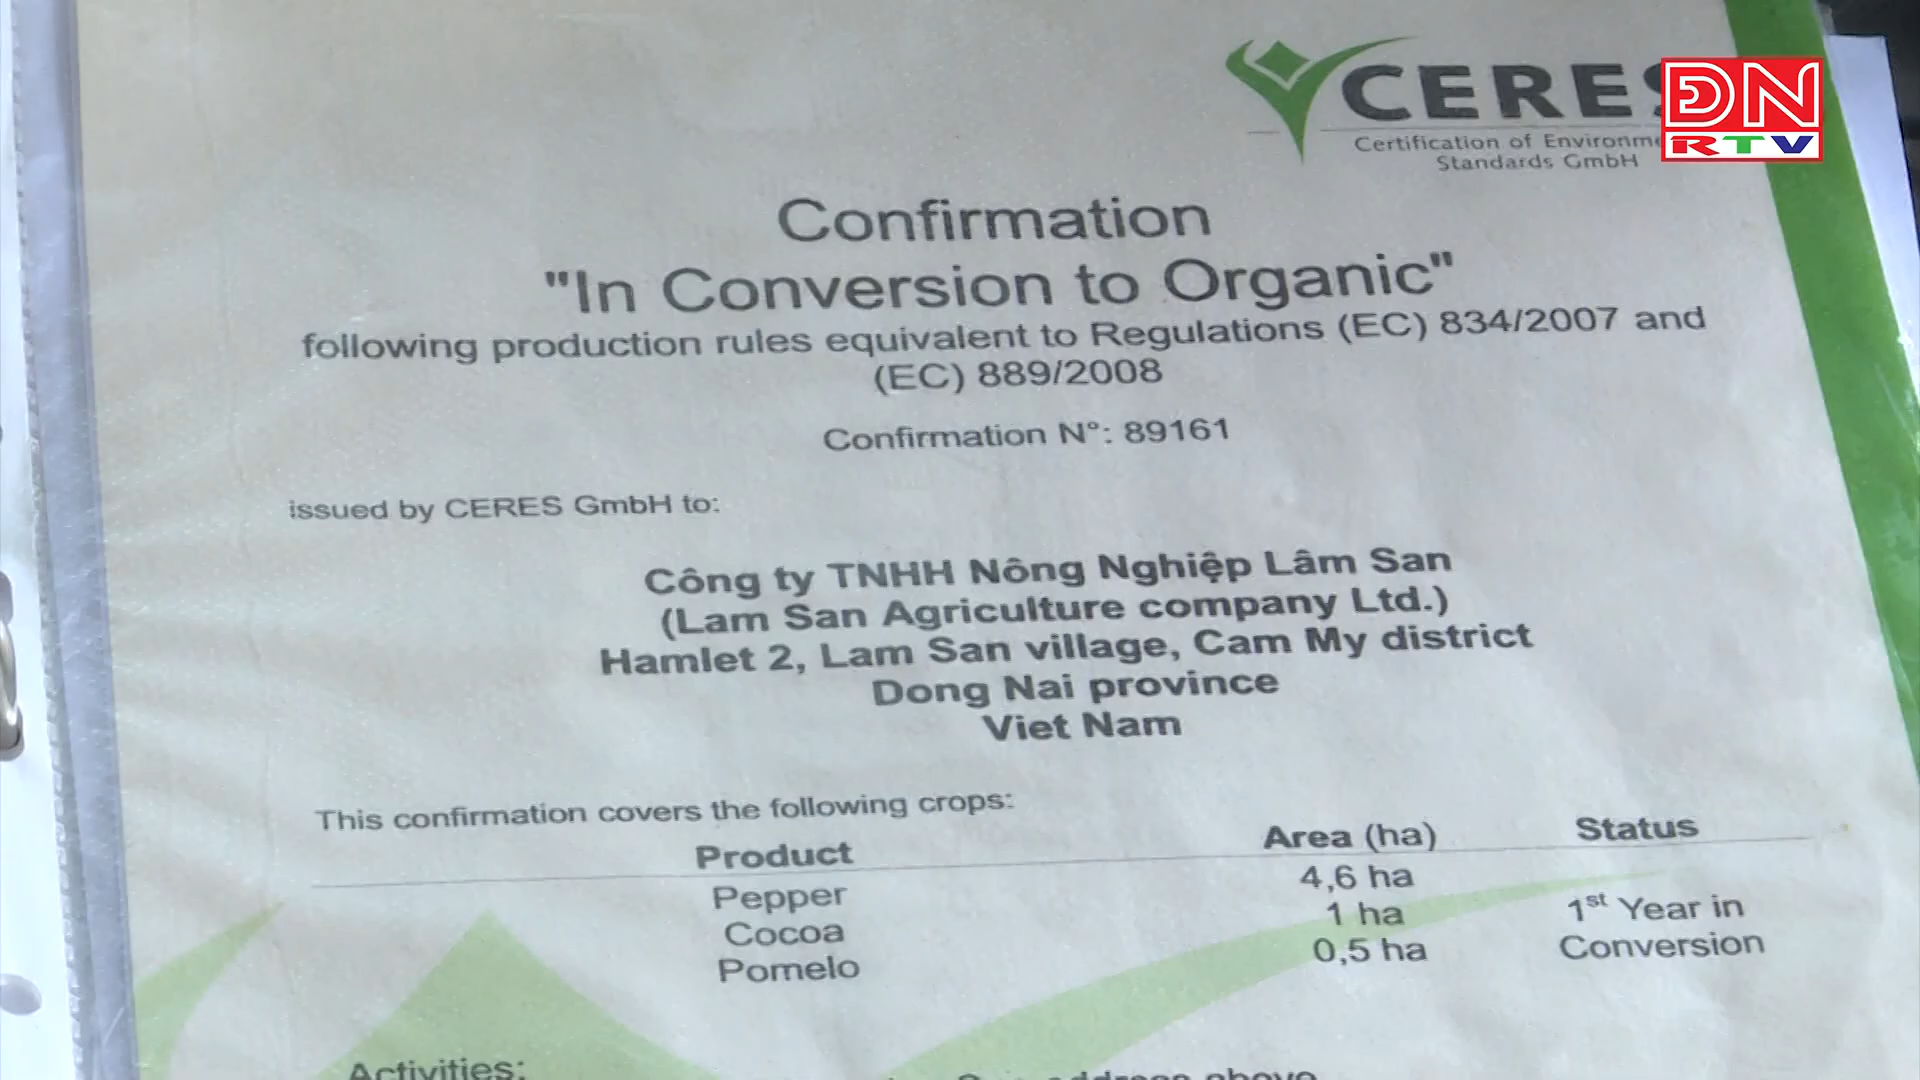 CERES
DN
RTV
Certification of Environme
Standards GmbH
Confirmation
"In Conversion to Organic"
following production rules equivalent to Regulations (EC) 834/2007 and
(EC) 889/2008
Confirmation N°: 89161
issued by CERES GmbH to:
Công ty TNHH Nông Nghiệp Lâm San
(Lam San Agriculture company Ltd.)
Hamlet 2, Lam San village, Cam My district
Dong Nai province
Viet Nam
This confirmation covers the following crops:
Product Area (ha) Status
Pepper 4,6 ha
Cocoa 1 ha 1st Year in
Pomelo 0,5 ha Conversion
Activities:
address above